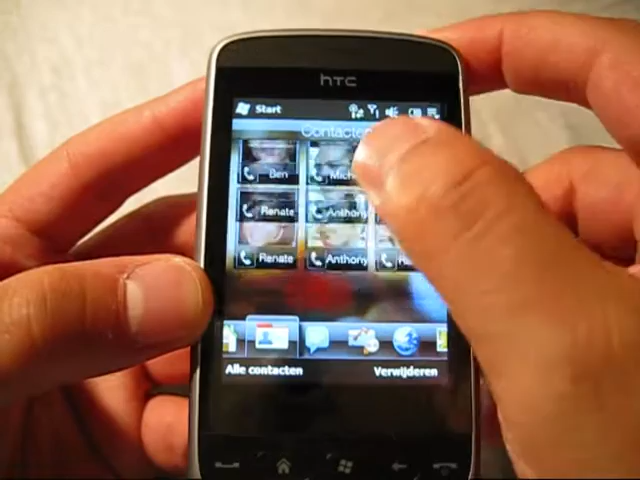 hTC
Start
Contacten
Ben
Renate
Anthony
Renate
Anthony
Alle contacten
Verwijderen